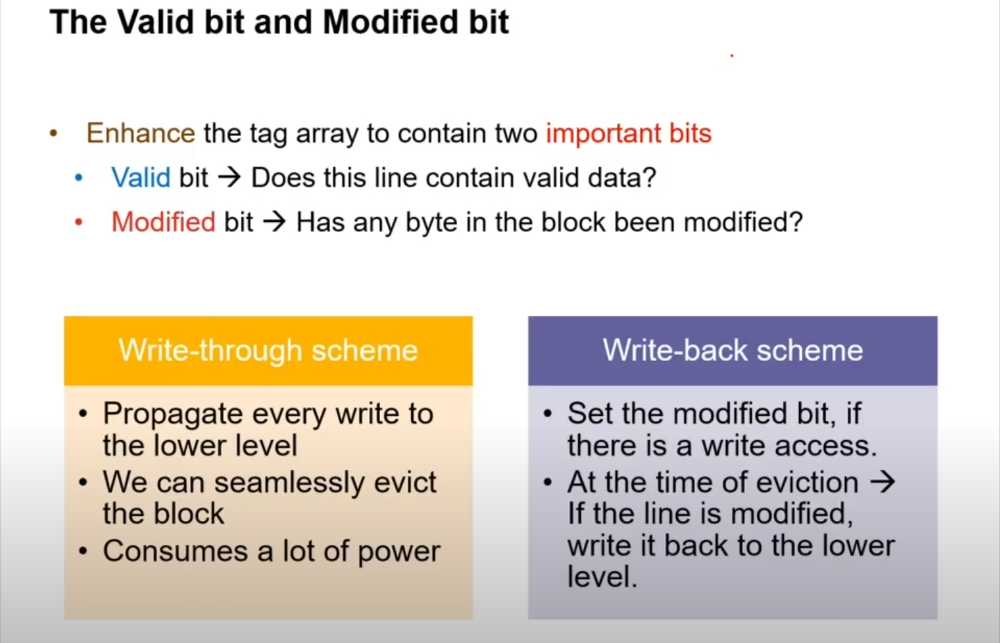 The Valid bit and Modified bit
• Enhance the tag array to contain two important bits
• Valid bit → Does this line contain valid data?
• Modified bit → Has any byte in the block been modified?
Write-through scheme
• Propagate every write to
the lower level
• We can seamlessly evict
the block
• Consumes a lot of power
Write-back scheme
• Set the modified bit, if
there is a write access.
• At the time of eviction →
If the line is modified,
write it back to the lower
level.